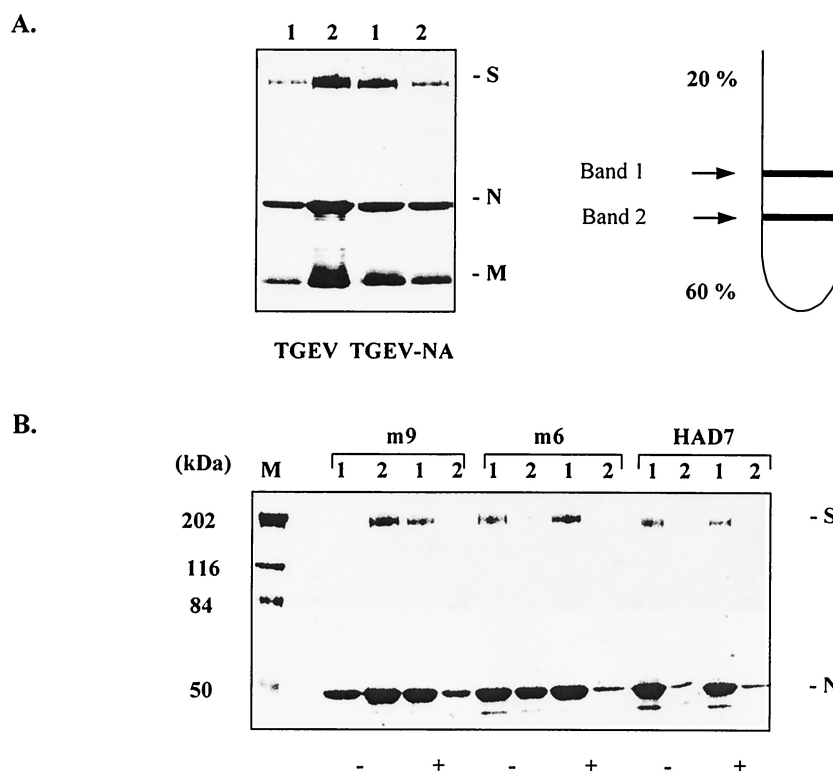 A.
1 2 1 2
- S
- N
- M
TGEV TGEV-NA
20 %
Band 1
Band 2
60 %
B.
m9 m6 HAD7
(kDa) M 1 2 1 2 1 2 1 2 1 2 1 2
202
116
84
50
- S
- N
- + - + - +